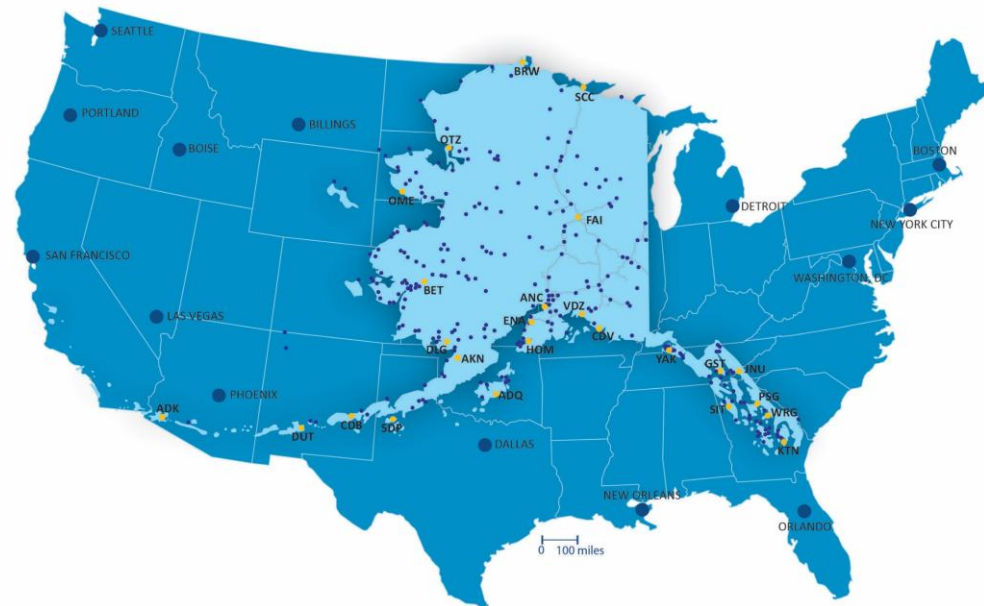 SEATTLE
BRW
SCC
PORTLAND
BILLINGS
OTZ
BOISE
BOSTON
OME
DETROIT
NEW YORK CITY
FAI
SAN FRANCISCO
WASHINGTON, DC
BET
ANC
VDZ
LAS VEGAS
ENA
CDV
DLG
HOM
YAK
AKN
GST
JNU
PHOENIX
ADQ
PSG
SIT
ADK
WRG
CDB
SDP
DUT
DALLAS
KTN
NEW ORLEANS
ORLANDO
0 100 miles